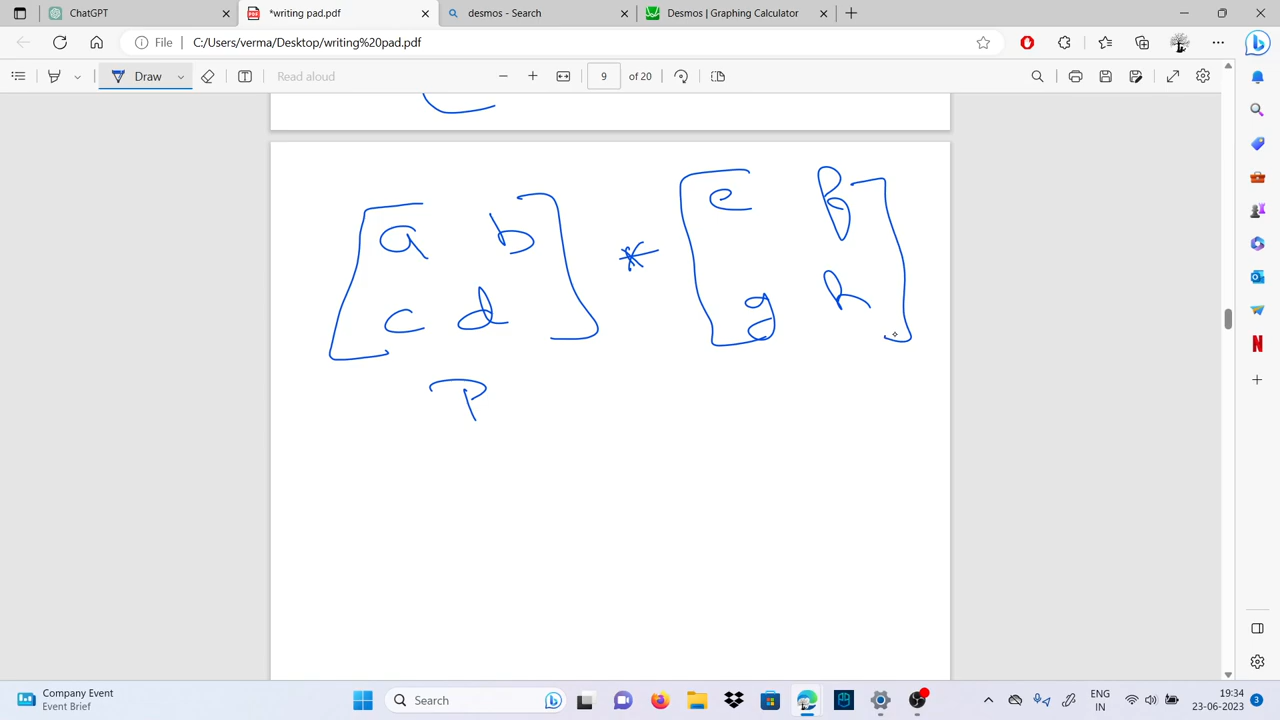 ChatGPT
*writing pad.pdf
desmos - Search
Desmos | Graphing Calculator
File
C:/Users/verma/Desktop/writing%20pad.pdf
Draw
Read aloud
9 of 20
a b * e f
c d g h
P
Company Event
Event Brief
Search
ENG
IN
19:34
23-06-2023
3